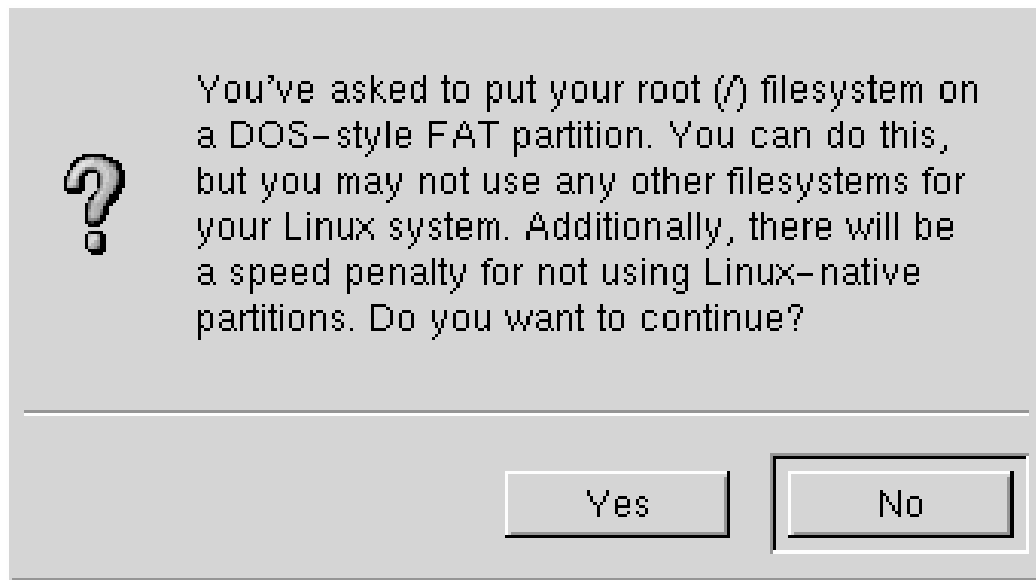 You've asked to put your root (/) filesystem on
a DOS-style FAT partition. You can do this,
but you may not use any other filesystems for
your Linux system. Additionally, there will be
a speed penalty for not using Linux-native
partitions. Do you want to continue?
Yes
No